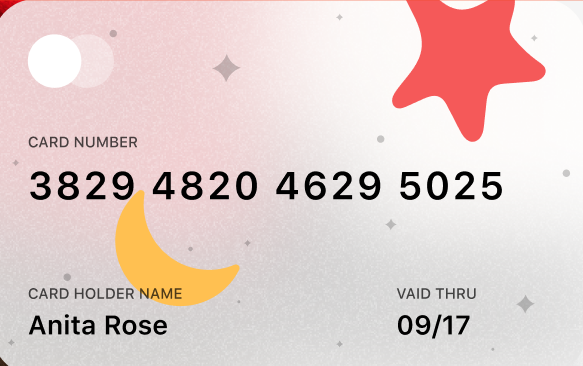 CARD NUMBER
3829 4820 4629 5025
CARD HOLDER NAME
VAID THRU
Anita Rose
09/17